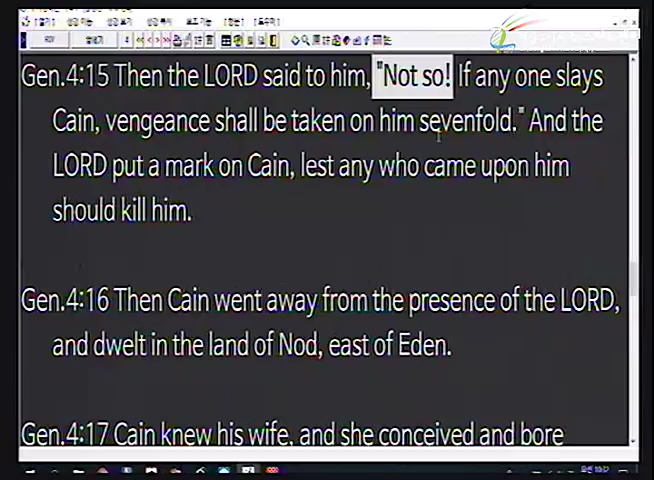 Gen.4:15 Then the LORD said to him, "Not so! If any one slays
Cain, vengeance shall be taken on him sevenfold." And the
LORD put a mark on Cain, lest any who came upon him
should kill him.
Gen.4:16 Then Cain went away from the presence of the LORD,
and dwelt in the land of Nod, east of Eden.
Gen.4:17 Cain knew his wife, and she conceived and bore